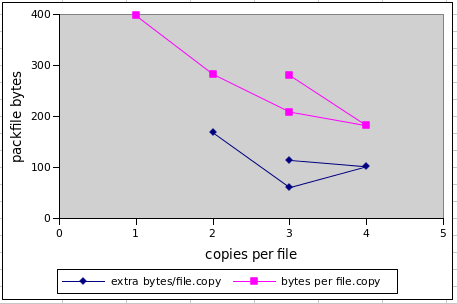 400
300
200
100
0
packfile bytes
0 1 2 3 4 5
copies per file
extra bytes/file.copy bytes per file.copy